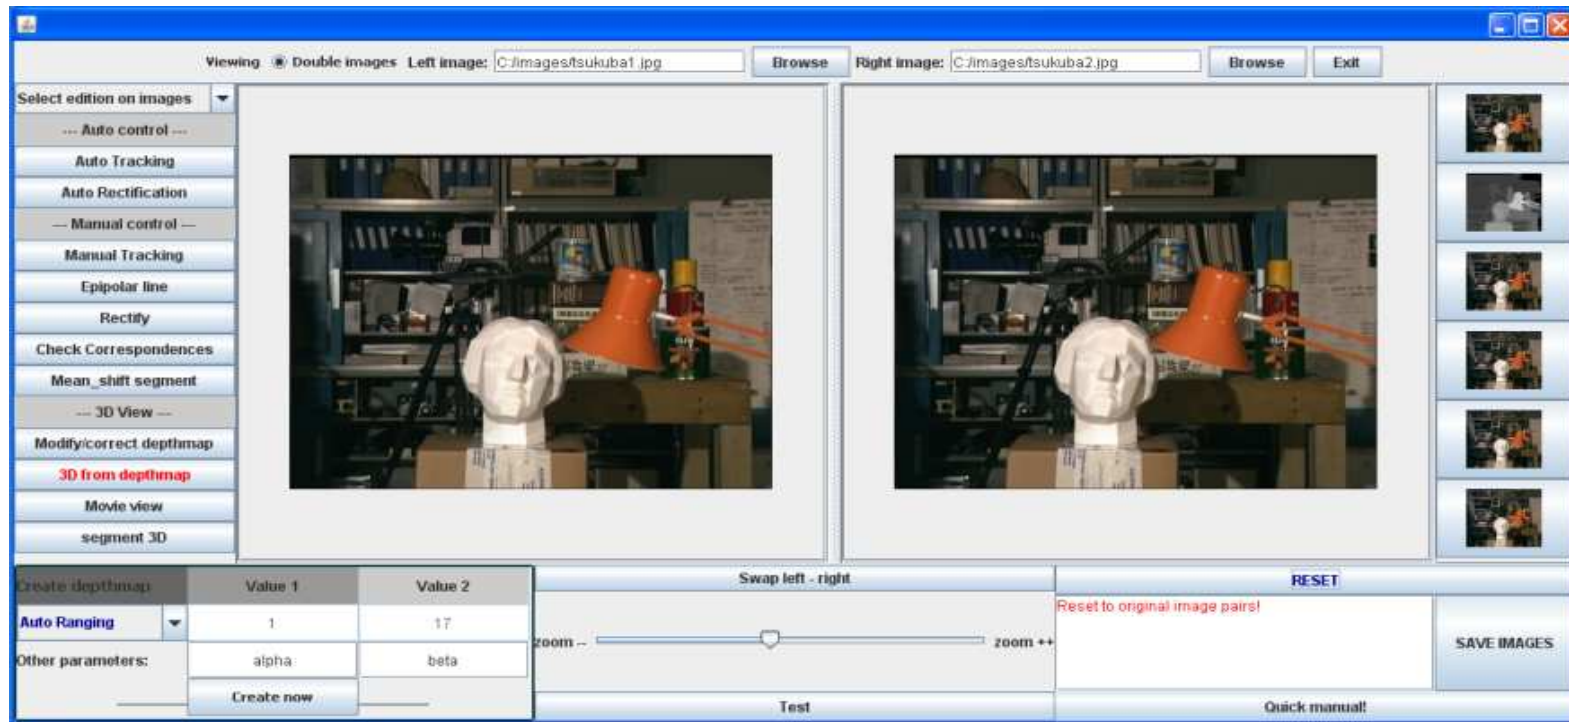 Viewing Double images Left image: C:/images/tsukuba1.jpg Browse Right image: C:/images/tsukuba2.jpg Browse Exit
Select edition on images
--- Auto control ---
Auto Tracking
Auto Rectification
--- Manual control ---
Manual Tracking
Epipolar line
Rectify
Check Correspondences
Mean_shift segment
--- 3D View ---
Modify/correct depthmap
3D from depthmap
Movie view
segment 3D
Create depthmap Value 1 Value 2
Auto Ranging 1 17
Other parameters: alpha beta
Create now
Swap left - right
zoom -- zoom ++
Test
RESET
Reset to original image pairs!
SAVE IMAGES
Quick manual!